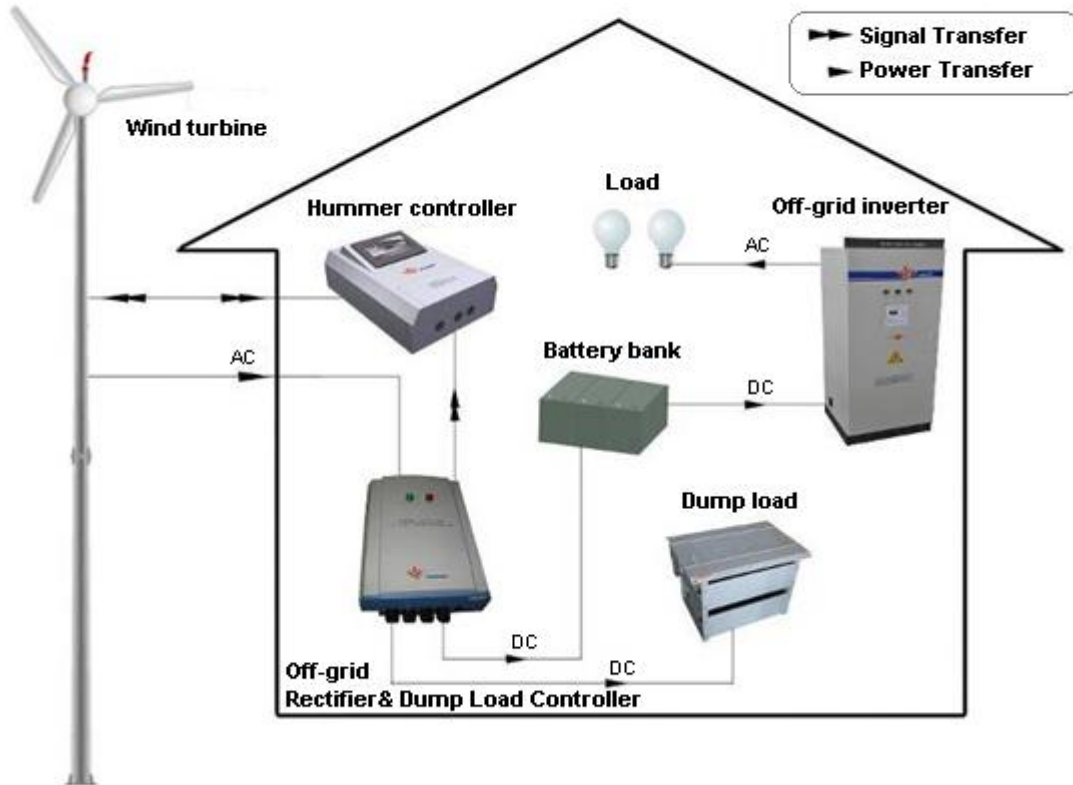 Signal Transfer
Power Transfer
Wind turbine
Hummer controller
Load
Off-grid inverter
AC
AC
Battery bank
DC
Dump load
DC
DC
Off-grid
Rectifier& Dump Load Controller